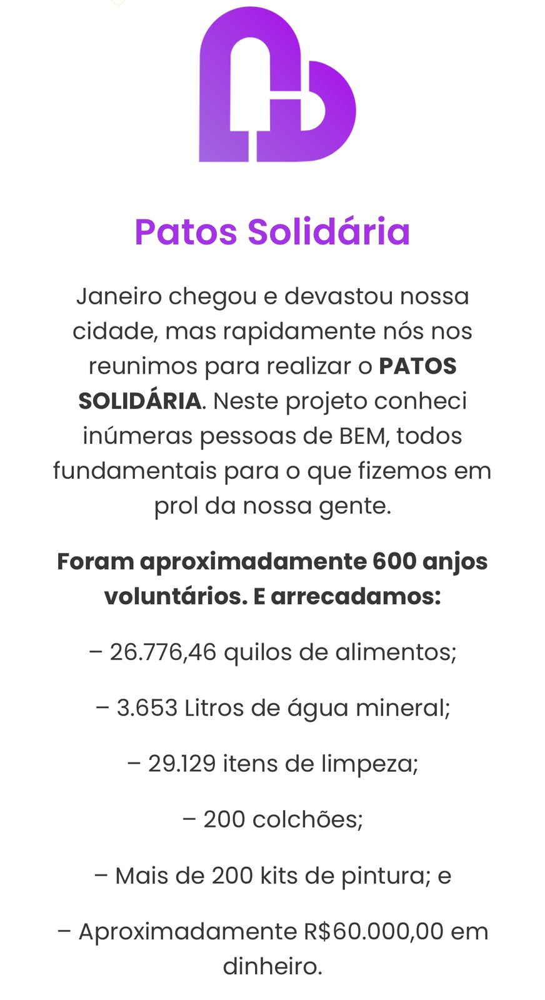 Patos Solidária
Janeiro chegou e devastou nossa
cidade, mas rapidamente nós nos
reunimos para realizar o PATOS
SOLIDÁRIA. Neste projeto conheci
inúmeras pessoas de BEM, todos
fundamentais para o que fizemos em
prol da nossa gente.
Foram aproximadamente 600 anjos
voluntários. E arrecadamos:
– 26.776,46 quilos de alimentos;
– 3.653 Litros de água mineral;
– 29.129 itens de limpeza;
– 200 colchões;
– Mais de 200 kits de pintura; e
– Aproximadamente R$60.000,00 em
dinheiro.